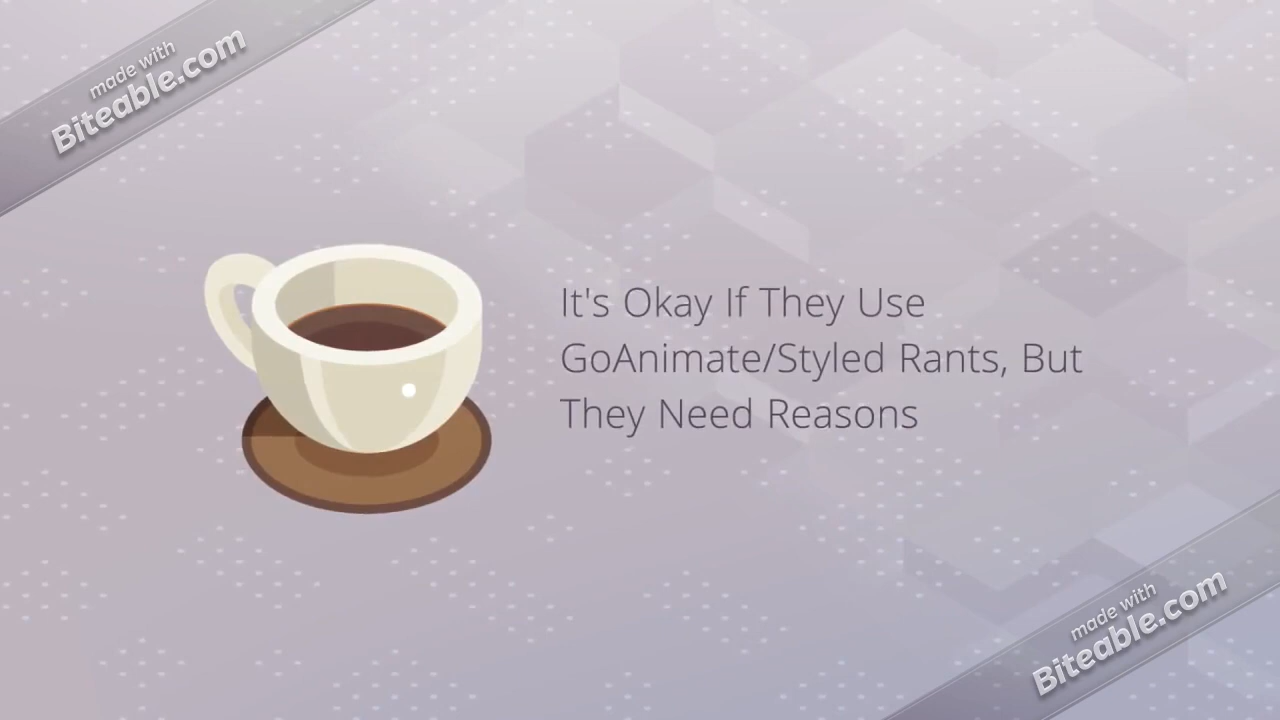 made with
Biteable.com
It's Okay If They Use
GoAnimate/Styled Rants, But
They Need Reasons
made with
Biteable.com